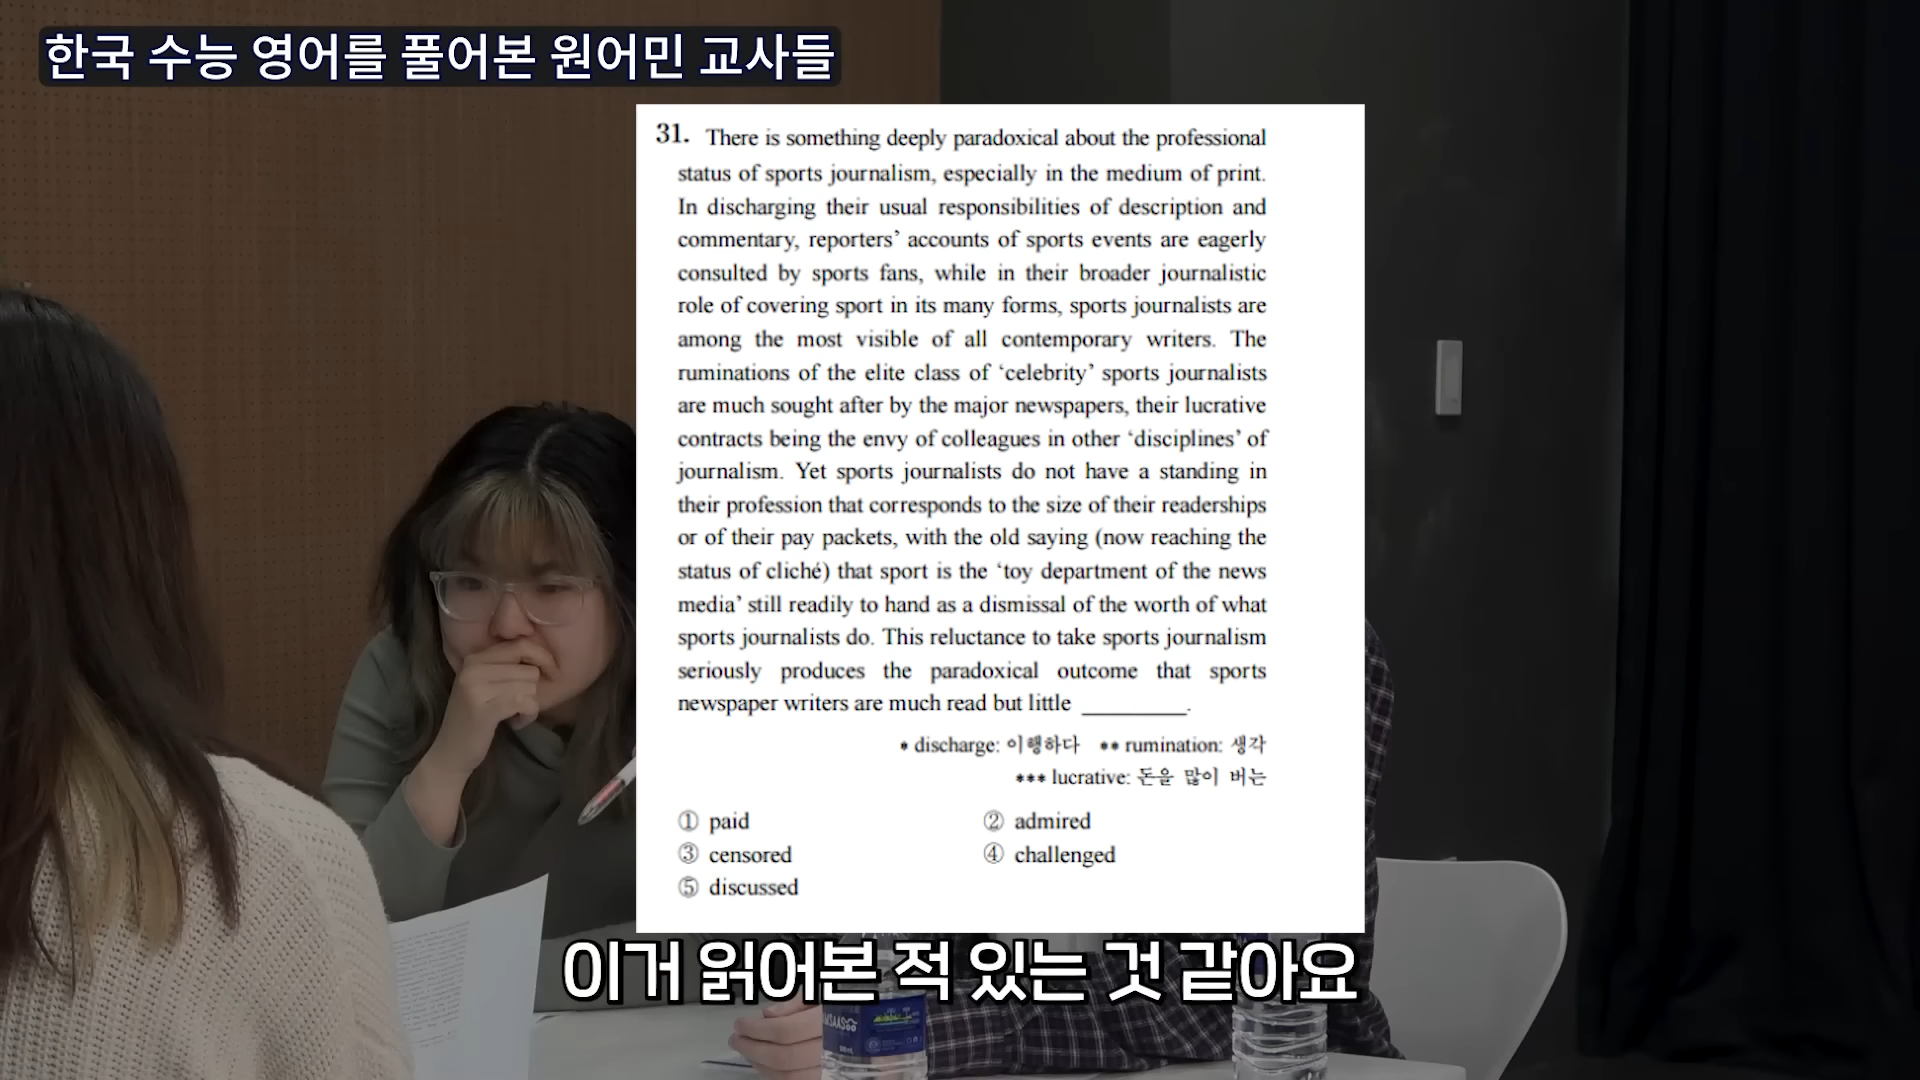 한국 수능 영어를 풀어본 원어민 교사들
31. There is something deeply paradoxical about the professional
status of sports journalism, especially in the medium of print.
In discharging their usual responsibilities of description and
commentary, reporters’ accounts of sports events are eagerly
consulted by sports fans, while in their broader journalistic
role of covering sport in its many forms, sports journalists are
among the most visible of all contemporary writers. The
ruminations of the elite class of ‘celebrity’ sports journalists
are much sought after by the major newspapers, their lucrative
contracts being the envy of colleagues in other ‘disciplines’ of
journalism. Yet sports journalists do not have a standing in
their profession that corresponds to the size of their readerships
or of their pay packets, with the old saying (now reaching the
status of cliché) that sport is the ‘toy department of the news
media’ still readily to hand as a dismissal of the worth of what
sports journalists do. This reluctance to take sports journalism
seriously produces the paradoxical outcome that sports
newspaper writers are much read but little ________.
* discharge: 이행하다 ** rumination: 생각
*** lucrative: 돈을 많이 버는
① paid ② admired
③ censored ④ challenged
⑤ discussed
이거 읽어본 적 있는 것 같아요